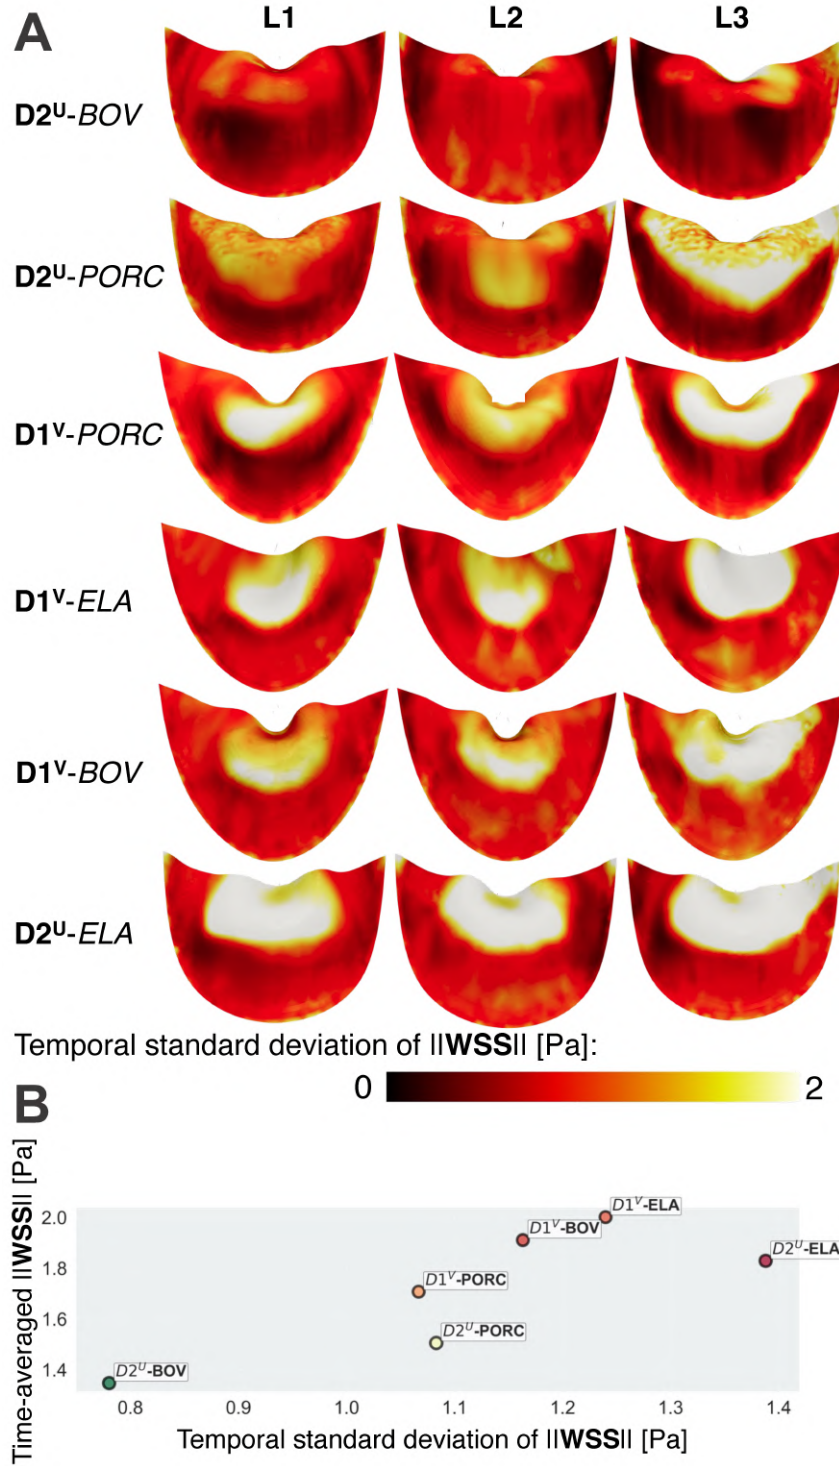 A
L1 L2 L3
D2ᵁ-BOV
D2ᵁ-PORC
D1ⱽ-PORC
D1ⱽ-ELA
D1ⱽ-BOV
D2ᵁ-ELA
Temporal standard deviation of ||WSS|| [Pa]:
0 2
B
Time-averaged ||WSS|| [Pa]
2.0
1.8
1.6
1.4
D1ⱽ-ELA
D1ⱽ-BOV
D2ᵁ-ELA
D1ⱽ-PORC
D2ᵁ-PORC
D2ᵁ-BOV
0.8 0.9 1.0 1.1 1.2 1.3 1.4
Temporal standard deviation of ||WSS|| [Pa]